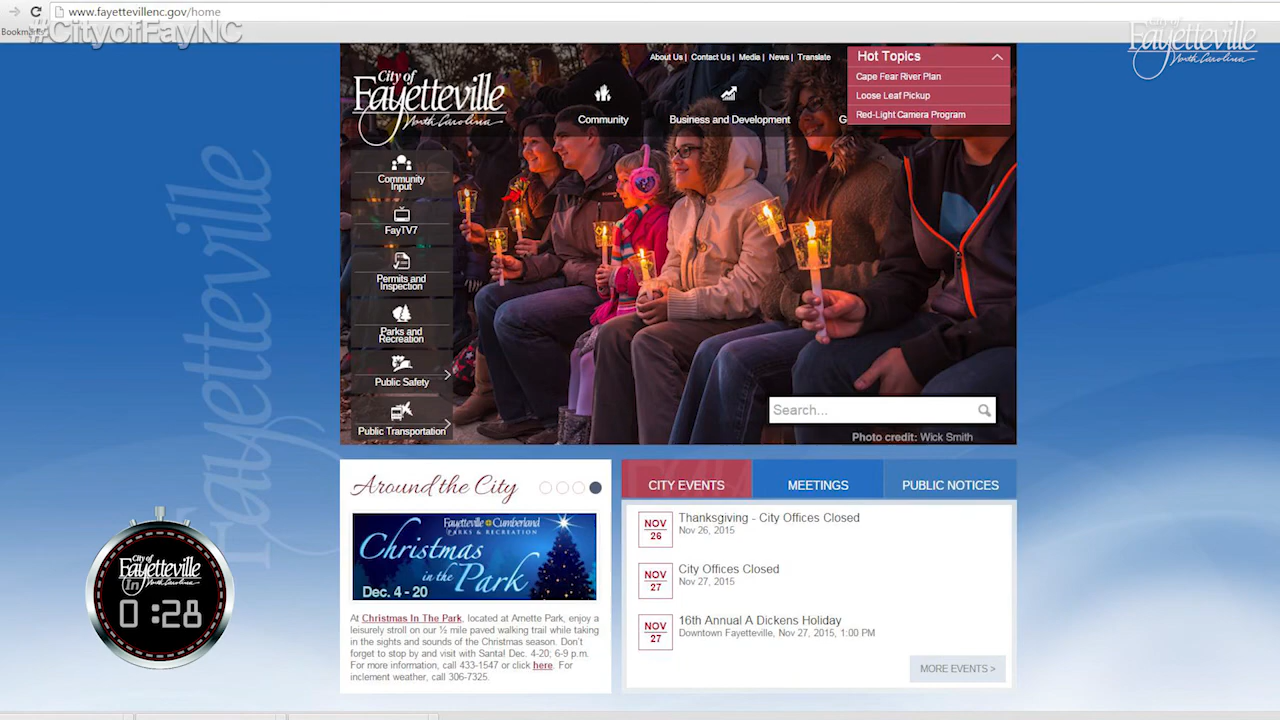 www.fayettevillenc.gov/home
Bookmarks
#CityofFayNC
City of
Fayetteville
North Carolina
About Us | Contact Us | Media | News | Translate
Hot Topics
Cape Fear River Plan
Loose Leaf Pickup
Red-Light Camera Program
City of
Fayetteville
North Carolina
Community
Business and Development
G
Community
Input
FayTV7
Permits and
Inspection
Parks and
Recreation
Public Safety
Public Transportation
Fayetteville
Search...
Photo credit: Wick Smith
Around the City
Fayetteville Cumberland
PARKS & RECREATION
Christmas
in the Park
Dec. 4 - 20
At Christmas In The Park, located at Arnette Park, enjoy a
leisurely stroll on our ½ mile paved walking trail while taking
in the sights and sounds of the Christmas season. Don't
forget to stop by and visit with Santa! Dec. 4-20; 6-9 p.m.
For more information, call 433-1547 or click here. For
inclement weather, call 306-7325.
CITY EVENTS
MEETINGS
PUBLIC NOTICES
NOV
26
Thanksgiving - City Offices Closed
Nov 26, 2015
NOV
27
City Offices Closed
Nov 27, 2015
NOV
27
16th Annual A Dickens Holiday
Downtown Fayetteville, Nov 27, 2015, 1:00 PM
MORE EVENTS >
City of
Fayetteville
North Carolina
In
0:28